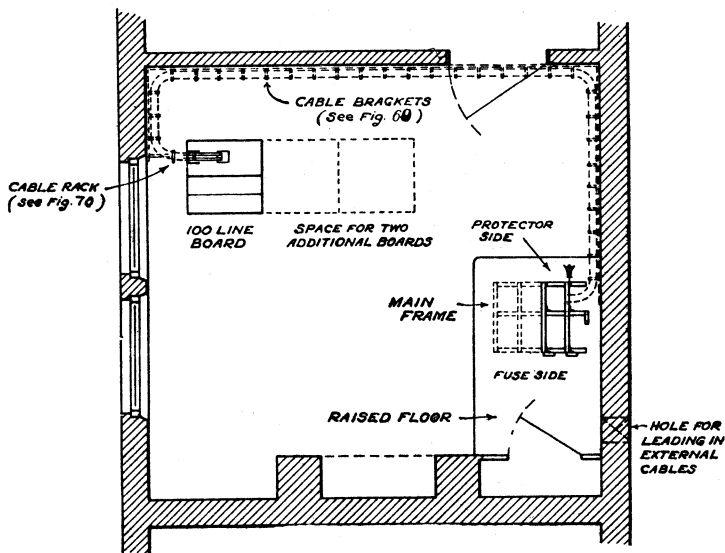 CABLE BRACKETS
(See Fig. 69)
CABLE RACK
(see Fig. 70)
100 LINE
BOARD
SPACE FOR TWO
ADDITIONAL BOARDS
PROTECTOR
SIDE
MAIN
FRAME
FUSE SIDE
RAISED FLOOR
HOLE FOR
LEADING IN
EXTERNAL
CABLES